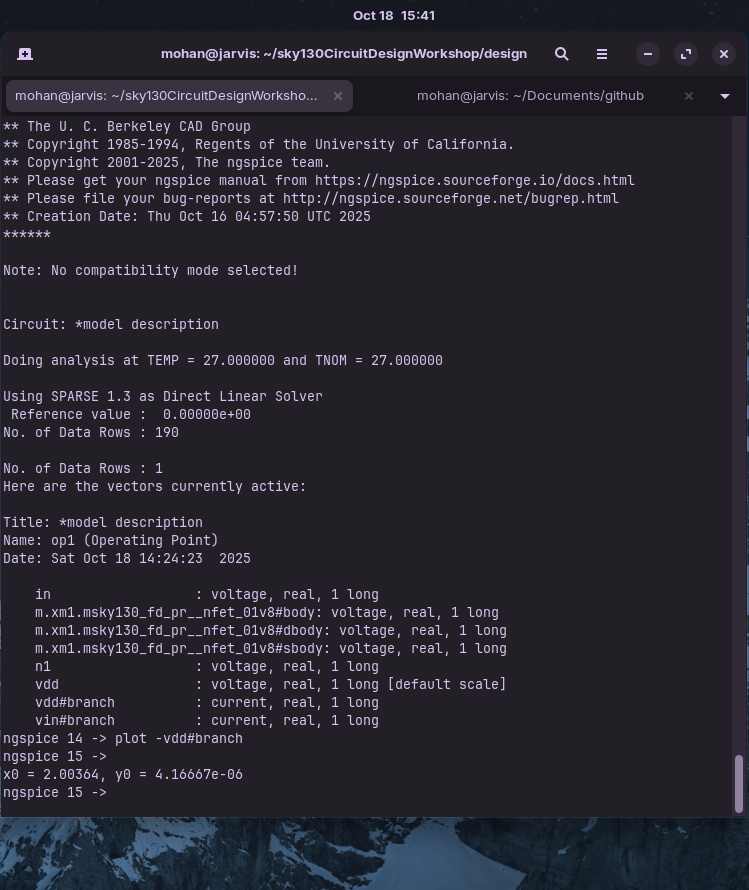 Oct 18 15:41
mohan@jarvis: ~/sky130CircuitDesignWorkshop/design
mohan@jarvis: ~/sky130CircuitDesignWorksho...
mohan@jarvis: ~/Documents/github
** The U. C. Berkeley CAD Group
** Copyright 1985-1994, Regents of the University of California.
** Copyright 2001-2025, The ngspice team.
** Please get your ngspice manual from https://ngspice.sourceforge.io/docs.html
** Please file your bug-reports at http://ngspice.sourceforge.net/bugrep.html
** Creation Date: Thu Oct 16 04:57:50 UTC 2025
******
Note: No compatibility mode selected!
Circuit: *model description
Doing analysis at TEMP = 27.000000 and TNOM = 27.000000
Using SPARSE 1.3 as Direct Linear Solver
Reference value :  0.00000e+00
No. of Data Rows : 190
No. of Data Rows : 1
Here are the vectors currently active:
Title: *model description
Name: op1 (Operating Point)
Date: Sat Oct 18 14:24:23  2025
in                  : voltage, real, 1 long
m.xm1.msky130_fd_pr__nfet_01v8#body: voltage, real, 1 long
m.xm1.msky130_fd_pr__nfet_01v8#dbody: voltage, real, 1 long
m.xm1.msky130_fd_pr__nfet_01v8#sbody: voltage, real, 1 long
n1                  : voltage, real, 1 long
vdd                 : voltage, real, 1 long [default scale]
vdd#branch          : current, real, 1 long
vin#branch          : current, real, 1 long
ngspice 14 -> plot -vdd#branch
ngspice 15 ->
x0 = 2.00364, y0 = 4.16667e-06
ngspice 15 ->